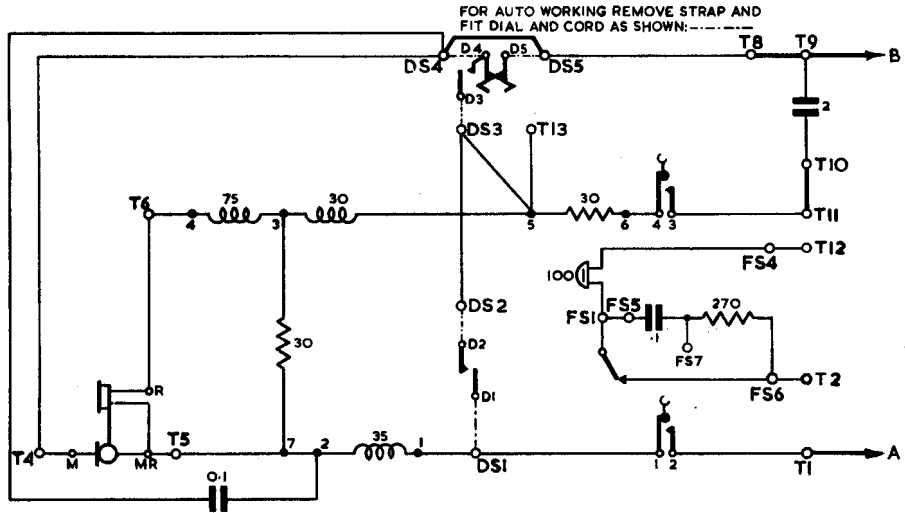 FOR AUTO WORKING REMOVE STRAP AND
FIT DIAL AND CORD AS SHOWN:-
DS4
D4
D5
DS5
T8
T9
B
D3
2
DS3
T13
T10
T6
75
30
30
4
3
5
6
4
3
T11
T12
FS4
100
DS2
FS1
FS5
270
30
.1
FS7
D2
FS6
T2
R
D1
T4
M
MR
T5
7
2
35
1
DS1
1
2
T1
A
0.1